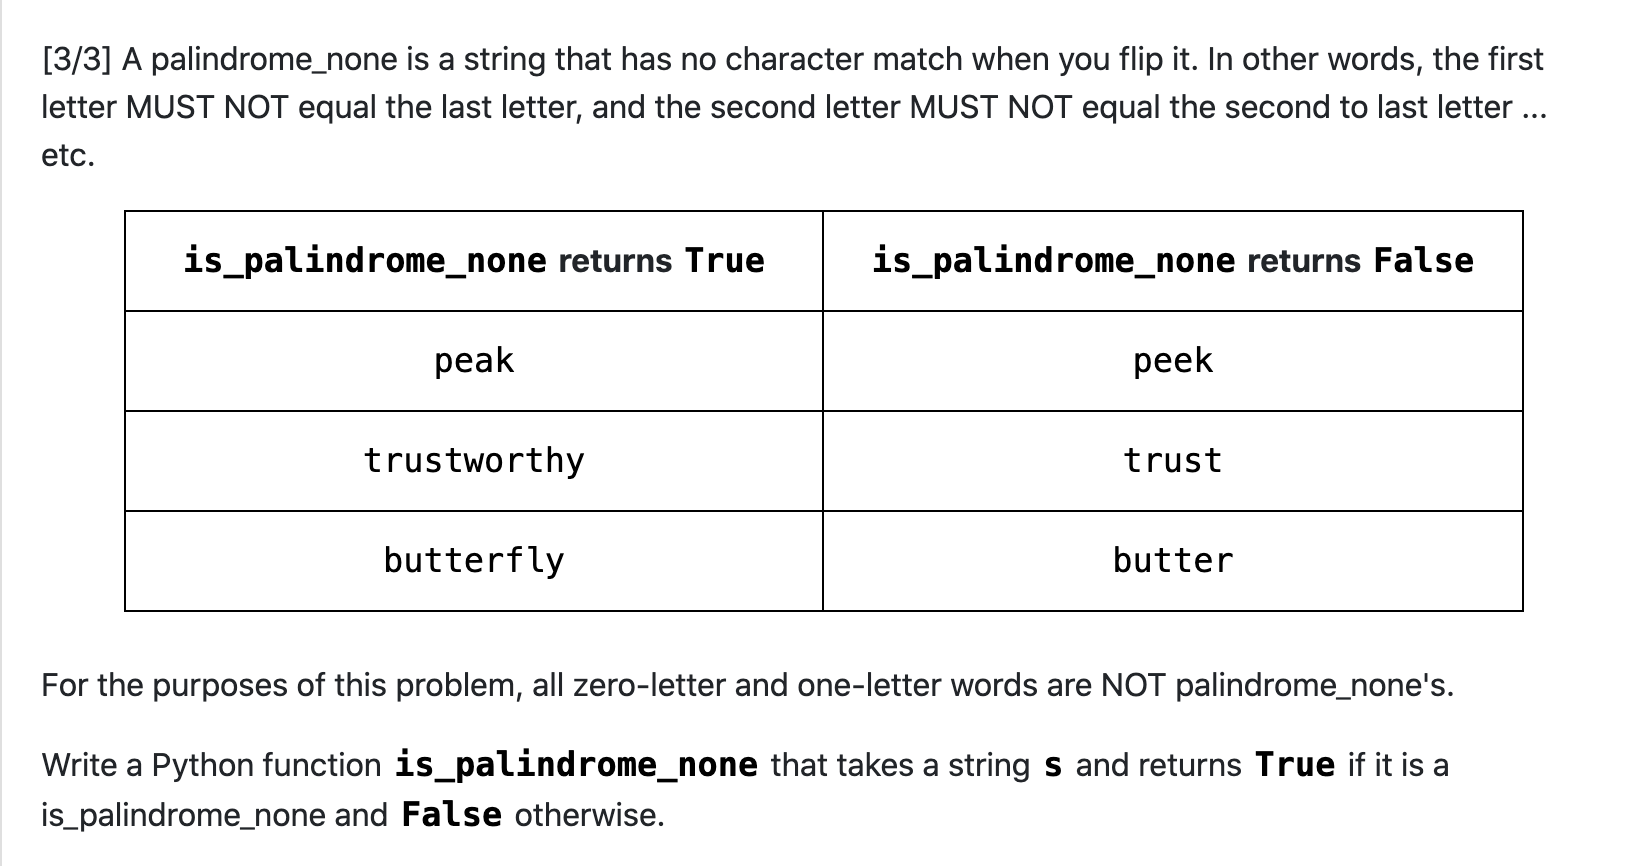 [3/3] A palindrome_none is a string that has no character match when you flip it. In other words, the first
letter MUST NOT equal the last letter, and the second letter MUST NOT equal the second to last letter ...
etc.
is_palindrome_none returns True
is_palindrome_none returns False
peak
peek
trustworthy
trust
butterfly
butter
For the purposes of this problem, all zero-letter and one-letter words are NOT palindrome_none's.
Write a Python function is_palindrome_none that takes a string s and returns True if it is a
is_palindrome_none and False otherwise.